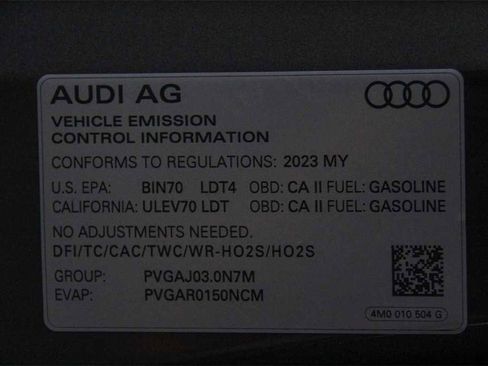 AUDI AG
VEHICLE EMISSION
CONTROL INFORMATION
CONFORMS TO REGULATIONS: 2023 MY
U.S. EPA: BIN70 LDT4 OBD: CA II FUEL: GASOLINE
CALIFORNIA: ULEV70 LDT OBD: CA II FUEL: GASOLINE
NO ADJUSTMENTS NEEDED.
DFI/TC/CAC/TWC/WR-HO2S/HO2S
GROUP: PVGAJ03.0N7M
EVAP: PVGAR0150NCM
4M0 010 504 G